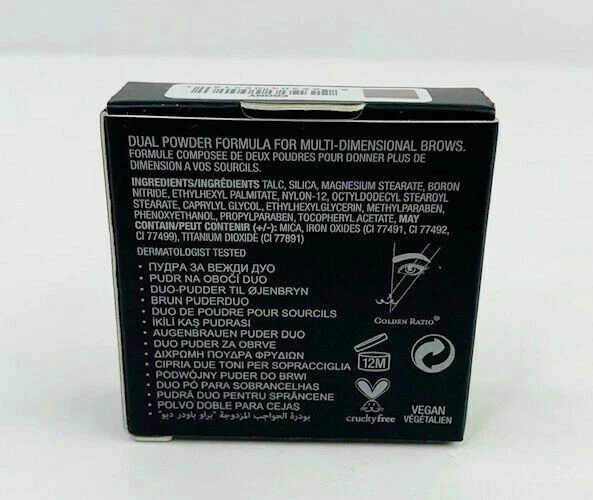 EBONY
DUAL POWDER FORMULA FOR MULTI-DIMENSIONAL BROWS.
FORMULE COMPOSEE DE DEUX POUDRES POUR DONNER PLUS DE
DIMENSION A VOS SOURCILS.
INGREDIENTS/INGRÉDIENTS TALC, SILICA, MAGNESIUM STEARATE, BORON
NITRIDE, ETHYLHEXYL PALMITATE, NYLON-12, OCTYLDODECYL STEAROYL
STEARATE, CAPRYLYL GLYCOL, ETHYLHEXYLGLYCERIN, METHYLPARABEN,
PHENOXYETHANOL, PROPYLPARABEN, TOCOPHERYL ACETATE, MAY
CONTAIN/PEUT CONTENIR (+/-): MICA, IRON OXIDES (CI 77491, CI 77492,
CI 77499), TITANIUM DIOXIDE (CI 77891)
DERMATOLOGIST TESTED
• ПУДРА ЗА ВЕЖДИ ДУО
• PUDR NA OBOČÍ DUO
• DUO-PUDDER TIL ØJENBRYN
• BRUN PUDERDUO
• DUO DE POUDRE POUR SOURCILS
• İKİLİ KAŞ PUDRASI
• AUGENBRAUEN PUDER DUO
• DUO PUDER ZA OBRVE
• ΔΙΧΡΩΜΗ ΠΟΥΔΡΑ ΦΡΥΔΙΩΝ
• CIPRIA DUE TONI PER SOPRACCIGLIA
• PODWÓJNY PUDER DO BRWI
• DUO PÓ PARA SOBRANCELHAS
• PUDRĂ DUO PENTRU SPRÂNCENE
• POLVO DOBLE PARA CEJAS
بودرة الحواجب المزدوجة "براو باودر ديو" •
GOLDEN RATIO®
12M
crueltyfree
VEGAN
VÉGÉTALIEN